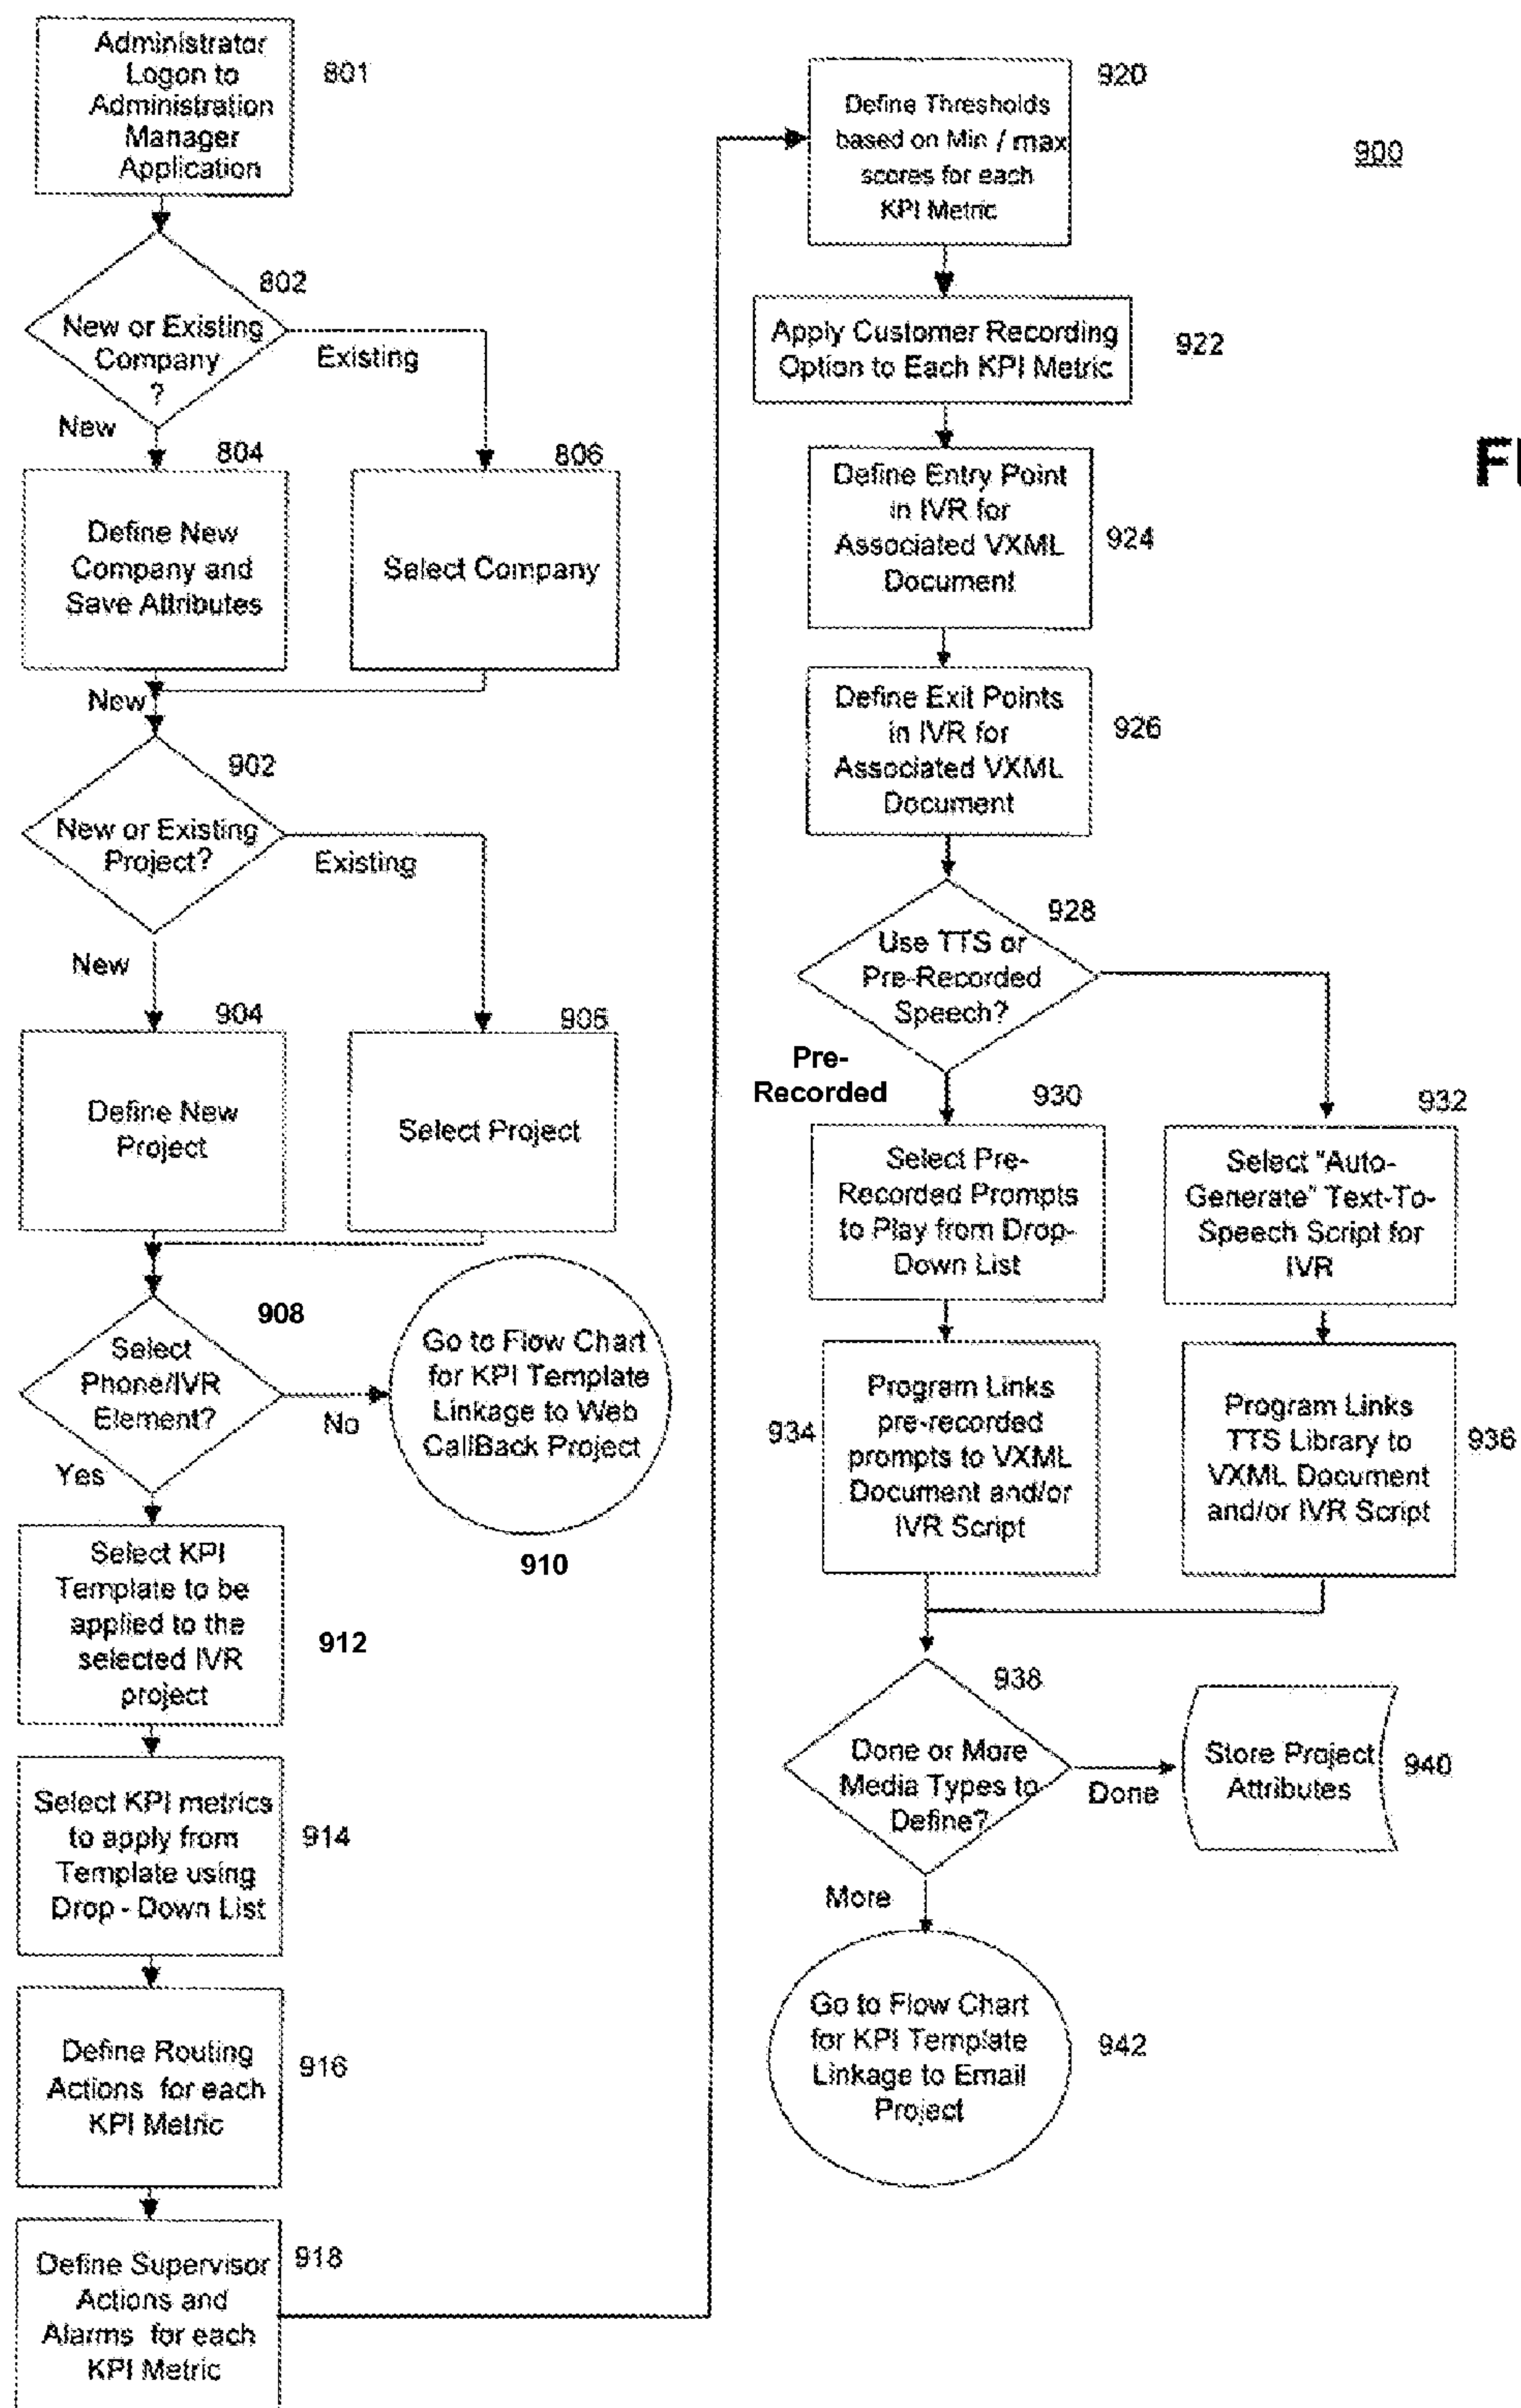 Administrator
Logon to
Administration
Manager
Application
801
802
New or Existing
Company
?
Existing
New
804
806
Define New
Company and
Save Attributes
Select Company
New
902
New or Existing
Project?
Existing
New
904
906
Define New
Project
Select Project
908
Select
Phone/IVR
Element?
No
Yes
Go to Flow Chart
for KPI Template
Linkage to Web
CallBack Project
910
Select KPI
Template to be
applied to the
selected IVR
project
912
Select KPI metrics
to apply from
Template using
Drop - Down List
914
Define Routing
Actions for each
KPI Metric
916
Define Supervisor
Actions and
Alarms for each
KPI Metric
918
920
Define Thresholds
based on Min / max
scores for each
KPI Metric
900
Apply Customer Recording
Option to Each KPI Metric
922
Define Entry Point
in IVR for
Associated VXML
Document
924
Define Exit Points
in IVR for
Associated VXML
Document
926
928
Use TTS or
Pre-Recorded
Speech?
Pre-
Recorded
930
932
Select Pre-
Recorded Prompts
to Play from Drop-
Down List
Select "Auto-
Generate" Text-To-
Speech Script for
IVR
934
Program Links
pre-recorded
prompts to VXML
Document and/or
IVR Script
Program Links
TTS Library to
VXML Document
and/or IVR Script
936
938
Done or More
Media Types to
Define?
Done
Store Project
Attributes
940
More
Go to Flow Chart
for KPI Template
Linkage to Email
Project
942